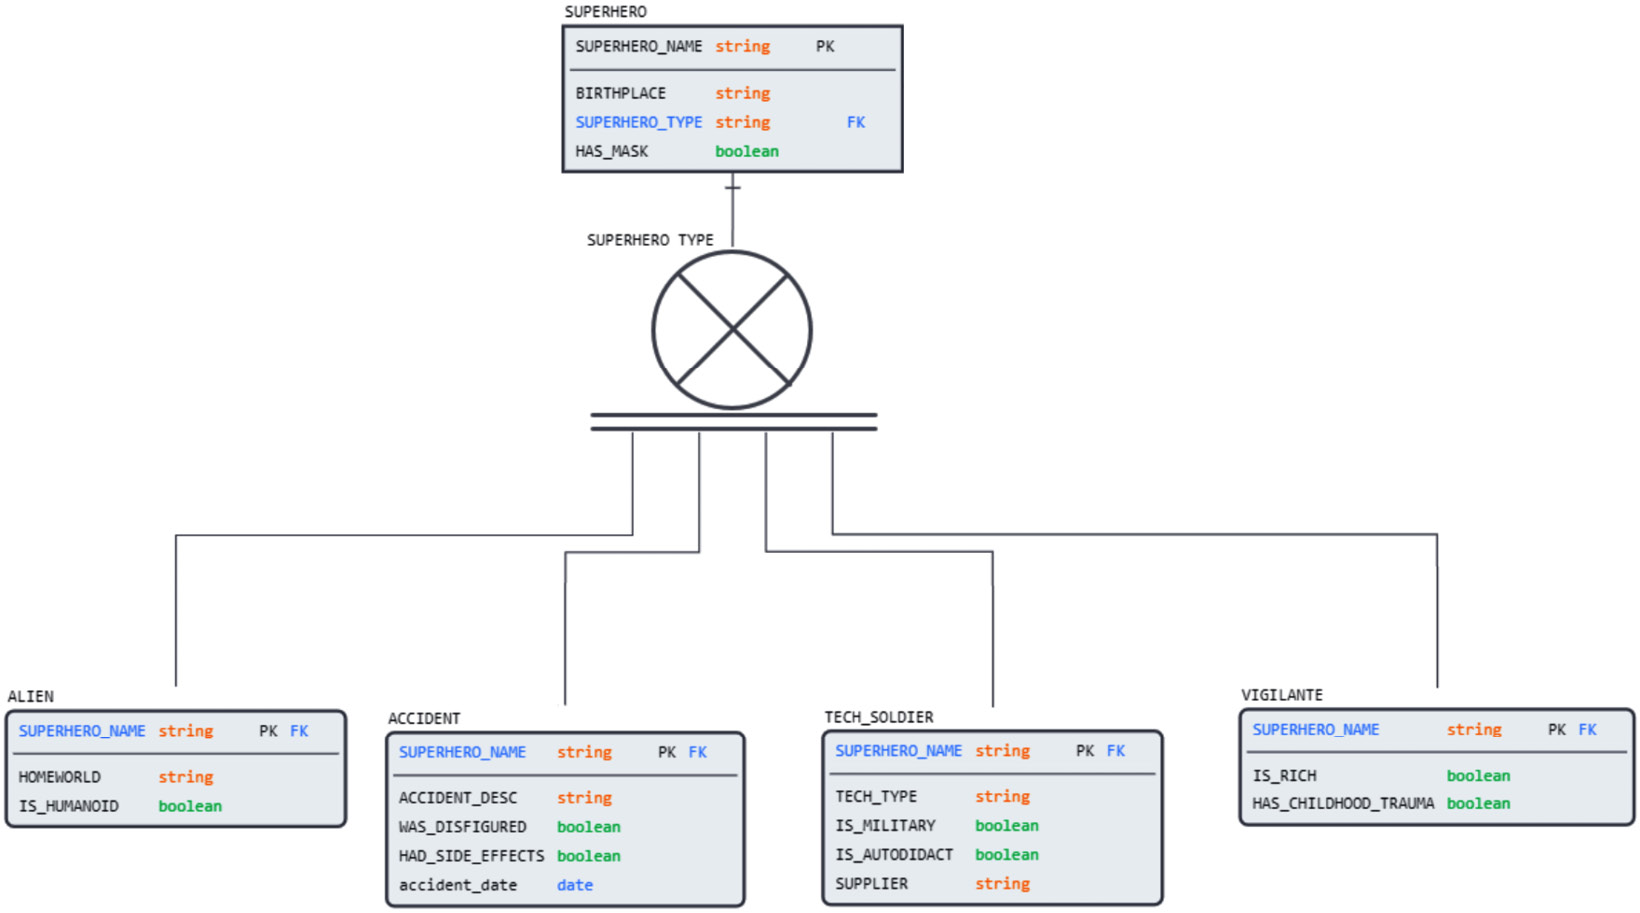 SUPERHERO
SUPERHERO_NAME string PK
BIRTHPLACE string
SUPERHERO_TYPE string FK
HAS_MASK boolean
SUPERHERO TYPE
ALIEN
SUPERHERO_NAME string PK FK
HOMEWORLD string
IS_HUMANOID boolean
ACCIDENT
SUPERHERO_NAME string PK FK
ACCIDENT_DESC string
WAS_DISFIGURED boolean
HAD_SIDE_EFFECTS boolean
accident_date date
TECH_SOLDIER
SUPERHERO_NAME string PK FK
TECH_TYPE string
IS_MILITARY boolean
IS_AUTODIDACT boolean
SUPPLIER string
VIGILANTE
SUPERHERO_NAME string PK FK
IS_RICH boolean
HAS_CHILDHOOD_TRAUMA boolean